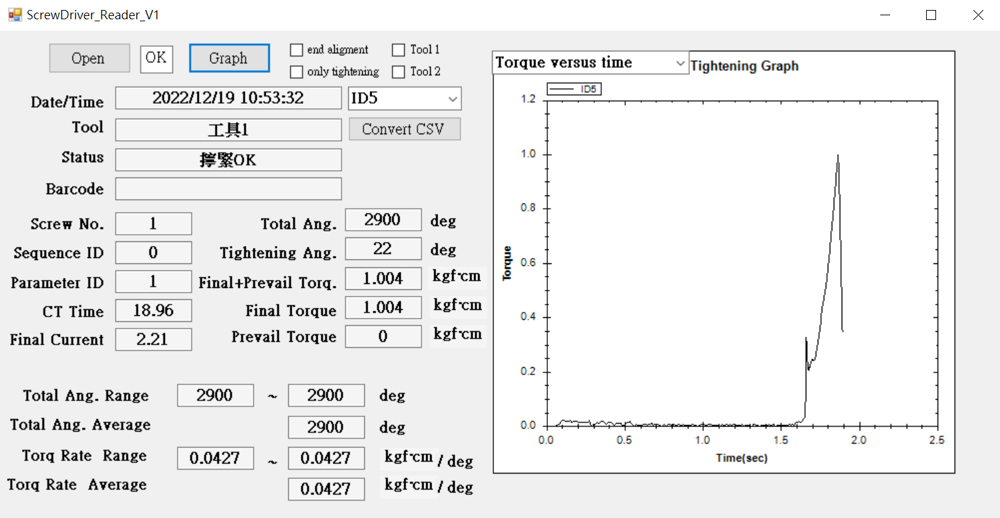 ScrewDriver_Reader_V1
Open OK Graph
end aligment Tool 1
only tightening Tool 2
Date/Time 2022/12/19 10:53:32 ID5
Tool 工具1 Convert CSV
Status 擰緊OK
Barcode
Screw No. 1 Total Ang. 2900 deg
Sequence ID 0 Tightening Ang. 22 deg
Parameter ID 1 Final+Prevail Torq. 1.004 kgf·cm
CT Time 18.96 Final Torque 1.004 kgf·cm
Final Current 2.21 Prevail Torque 0 kgf·cm
Total Ang. Range 2900 ~ 2900 deg
Total Ang. Average 2900 deg
Torq Rate Range 0.0427 ~ 0.0427 kgf·cm / deg
Torq Rate Average 0.0427 kgf·cm / deg
Torque versus time Tightening Graph
ID5
1.2
1.0
0.8
0.6
0.4
0.2
0.0
Torque
0.0 0.5 1.0 1.5 2.0 2.5
Time(sec)